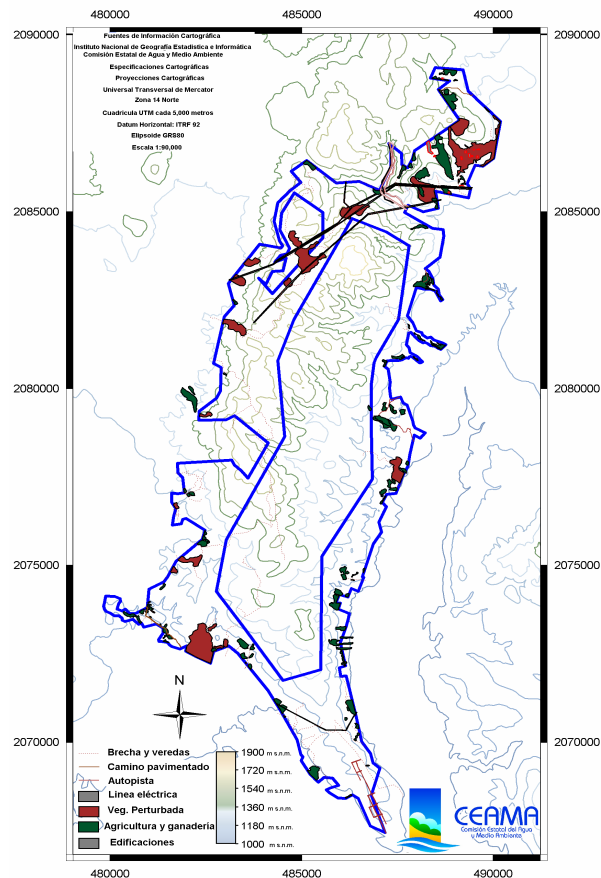 480000 485000 490000
2090000 2090000
Fuentes de Información Cartográfica
Instituto Nacional de Geografía Estadística e Informática
Comisión Estatal de Agua y Medio Ambiente
Especificaciones Cartográficas
Proyecciones Cartográficas
Universal Transversal de Mercator
Zona 14 Norte
Cuadricula UTM cada 5,000 metros
Datum Horizontal: ITRF 92
Elipsoide GRS80
Escala 1:90,000
2085000 2085000
2080000 2080000
2075000 2075000
N
2070000 2070000
Brecha y veredas
Camino pavimentado
Autopista
Linea eléctrica
Veg. Perturbada
Agricultura y ganadería
Edificaciones
1900 m s.n.m.
1720 m s.n.m.
1540 m s.n.m.
1360 m s.n.m.
1180 m s.n.m.
1000 m s.n.m.
CEAMA
Comisión Estatal del Agua
y Medio Ambiente
480000 485000 490000